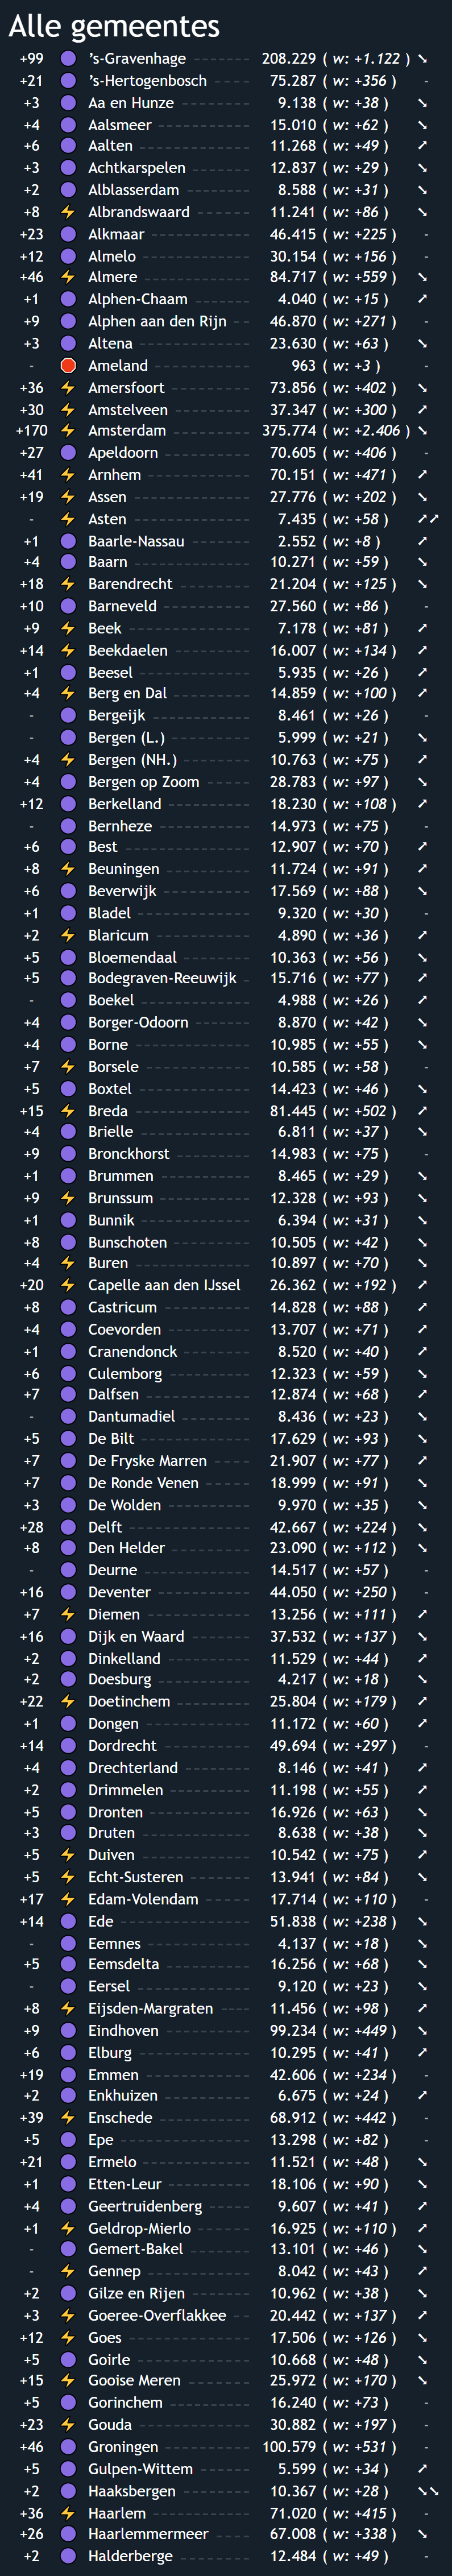 Alle gemeentes
+99 's-Gravenhage 208.229 ( w: +1.122 ) ➘
+21 's-Hertogenbosch 75.287 ( w: +356 ) -
+3 Aa en Hunze 9.138 ( w: +38 ) ➘
+4 Aalsmeer 15.010 ( w: +62 ) ➘
+6 Aalten 11.268 ( w: +49 ) ➚
+3 Achtkarspelen 12.837 ( w: +29 ) ➘
+2 Alblasserdam 8.588 ( w: +31 ) ➘
+8 Albrandswaard 11.241 ( w: +86 ) ➘
+23 Alkmaar 46.415 ( w: +225 ) -
+12 Almelo 30.154 ( w: +156 ) -
+46 Almere 84.717 ( w: +559 ) ➘
+1 Alphen-Chaam 4.040 ( w: +15 ) ➚
+9 Alphen aan den Rijn 46.870 ( w: +271 ) -
+3 Altena 23.630 ( w: +63 ) ➘
- Ameland 963 ( w: +3 ) -
+36 Amersfoort 73.856 ( w: +402 ) ➘
+30 Amstelveen 37.347 ( w: +300 ) ➚
+170 Amsterdam 375.774 ( w: +2.406 ) ➘
+27 Apeldoorn 70.605 ( w: +406 ) -
+41 Arnhem 70.151 ( w: +471 ) ➚
+19 Assen 27.776 ( w: +202 ) ➘
- Asten 7.435 ( w: +58 ) ➚➚
+1 Baarle-Nassau 2.552 ( w: +8 ) ➚
+4 Baarn 10.271 ( w: +59 ) ➘
+18 Barendrecht 21.204 ( w: +125 ) ➘
+10 Barneveld 27.560 ( w: +86 ) -
+9 Beek 7.178 ( w: +81 ) ➚
+14 Beekdaelen 16.007 ( w: +134 ) ➚
+1 Beesel 5.935 ( w: +26 ) ➚
+4 Berg en Dal 14.859 ( w: +100 ) ➚
- Bergeijk 8.461 ( w: +26 ) -
- Bergen (L.) 5.999 ( w: +21 ) ➘
+4 Bergen (NH.) 10.763 ( w: +75 ) ➚
+4 Bergen op Zoom 28.783 ( w: +97 ) ➘
+12 Berkelland 18.230 ( w: +108 ) ➚
- Bernheze 14.973 ( w: +75 ) -
+6 Best 12.907 ( w: +70 ) ➚
+8 Beuningen 11.724 ( w: +91 ) ➚
+6 Beverwijk 17.569 ( w: +88 ) ➘
+1 Bladel 9.320 ( w: +30 ) -
+2 Blaricum 4.890 ( w: +36 ) ➚
+5 Bloemendaal 10.363 ( w: +56 ) ➘
+5 Bodegraven-Reeuwijk 15.716 ( w: +77 ) ➚
- Boekel 4.988 ( w: +26 ) ➚
+4 Borger-Odoorn 8.870 ( w: +42 ) ➘
+4 Borne 10.985 ( w: +55 ) ➘
+7 Borsele 10.585 ( w: +58 ) -
+5 Boxtel 14.423 ( w: +46 ) ➘
+15 Breda 81.445 ( w: +502 ) ➚
+4 Brielle 6.811 ( w: +37 ) ➘
+9 Bronckhorst 14.983 ( w: +75 ) -
+1 Brummen 8.465 ( w: +29 ) ➘
+9 Brunssum 12.328 ( w: +93 ) ➘
+1 Bunnik 6.394 ( w: +31 ) ➘
+8 Bunschoten 10.505 ( w: +42 ) ➘
+4 Buren 10.897 ( w: +70 ) ➘
+20 Capelle aan den IJssel 26.362 ( w: +192 ) ➚
+8 Castricum 14.828 ( w: +88 ) ➚
+4 Coevorden 13.707 ( w: +71 ) ➚
+1 Cranendonck 8.520 ( w: +40 ) ➚
+6 Culemborg 12.323 ( w: +59 ) ➘
+7 Dalfsen 12.874 ( w: +68 ) ➚
- Dantumadiel 8.436 ( w: +23 ) ➘
+5 De Bilt 17.629 ( w: +93 ) ➘
+7 De Fryske Marren 21.907 ( w: +77 ) ➚
+7 De Ronde Venen 18.999 ( w: +91 ) ➘
+3 De Wolden 9.970 ( w: +35 ) ➘
+28 Delft 42.667 ( w: +224 ) ➘
+8 Den Helder 23.090 ( w: +112 ) ➘
- Deurne 14.517 ( w: +57 ) -
+16 Deventer 44.050 ( w: +250 ) -
+7 Diemen 13.256 ( w: +111 ) ➚
+16 Dijk en Waard 37.532 ( w: +137 ) ➘
+2 Dinkelland 11.529 ( w: +44 ) ➚
+2 Doesburg 4.217 ( w: +18 ) ➘
+22 Doetinchem 25.804 ( w: +179 ) ➚
+1 Dongen 11.172 ( w: +60 ) ➚
+14 Dordrecht 49.694 ( w: +297 ) -
+4 Drechterland 8.146 ( w: +41 ) ➚
+2 Drimmelen 11.198 ( w: +55 ) ➚
+5 Dronten 16.926 ( w: +63 ) ➘
+3 Druten 8.638 ( w: +38 ) ➘
+5 Duiven 10.542 ( w: +75 ) ➚
+5 Echt-Susteren 13.941 ( w: +84 ) ➘
+17 Edam-Volendam 17.714 ( w: +110 ) -
+14 Ede 51.838 ( w: +238 ) ➘
- Eemnes 4.137 ( w: +18 ) ➘
+5 Eemsdelta 16.256 ( w: +68 ) ➘
- Eersel 9.120 ( w: +23 ) ➘
+8 Eijsden-Margraten 11.456 ( w: +98 ) ➚
+9 Eindhoven 99.234 ( w: +449 ) ➘
+6 Elburg 10.295 ( w: +41 ) ➚
+19 Emmen 42.606 ( w: +234 ) -
+2 Enkhuizen 6.675 ( w: +24 ) ➚
+39 Enschede 68.912 ( w: +442 ) -
+5 Epe 13.298 ( w: +82 ) -
+21 Ermelo 11.521 ( w: +48 ) ➘
+1 Etten-Leur 18.106 ( w: +90 ) ➘
+4 Geertruidenberg 9.607 ( w: +41 ) ➚
+1 Geldrop-Mierlo 16.925 ( w: +110 ) ➚
- Gemert-Bakel 13.101 ( w: +46 ) ➘
- Gennep 8.042 ( w: +43 ) ➚
+2 Gilze en Rijen 10.962 ( w: +38 ) ➘
+3 Goeree-Overflakkee 20.442 ( w: +137 ) ➚
+12 Goes 17.506 ( w: +126 ) ➘
+5 Goirle 10.668 ( w: +48 ) ➘
+15 Gooise Meren 25.972 ( w: +170 ) ➘
+5 Gorinchem 16.240 ( w: +73 ) -
+23 Gouda 30.882 ( w: +197 ) -
+46 Groningen 100.579 ( w: +531 ) -
+5 Gulpen-Wittem 5.599 ( w: +34 ) ➚
+2 Haaksbergen 10.367 ( w: +28 ) ➘➘
+36 Haarlem 71.020 ( w: +415 ) -
+26 Haarlemmermeer 67.008 ( w: +338 ) ➘
+2 Halderberge 12.484 ( w: +49 ) -